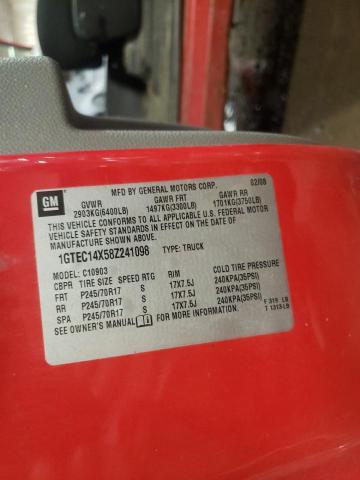 GM
MFD BY GENERAL MOTORS CORP. 02/08
GVWR GAWR FRT GAWR RR
2903KG(6400LB) 1497KG(3300LB) 1701KG(3750LB)
THIS VEHICLE CONFORMS TO ALL APPLICABLE U.S. FEDERAL MOTOR
VEHICLE SAFETY STANDARDS IN EFFECT ON THE DATE OF
MANUFACTURE SHOWN ABOVE.
1GTEC14X58Z241098 TYPE: TRUCK
MODEL: C10903
CBPR TIRE SIZE SPEED RTG RIM COLD TIRE PRESSURE
FRT P245/70R17 S 17X7.5J 240KPA(35PSI)
RR P245/70R17 S 17X7.5J 240KPA(35PSI)
SPA P245/70R17 S 17X7.5J 240KPA(35PSI)
SEE OWNER'S MANUAL FOR MORE INFORMATION.
F 319 LB
T 1313LB